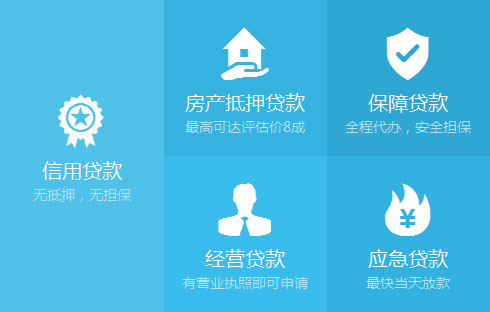 信用贷款
无抵押，无担保
房产抵押贷款
最高可达评估价8成
保障贷款
全程代办，安全担保
经营贷款
有营业执照即可申请
¥
应急贷款
最快当天放款